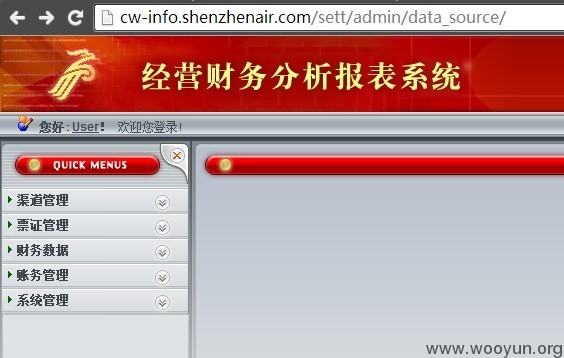 cw-info.shenzhenair.com/sett/admin/data_source/
经营财务分析报表系统
您好:User! 欢迎您登录!
QUICK MENUS
渠道管理
票证管理
财务数据
账务管理
系统管理
www.wooyun.org